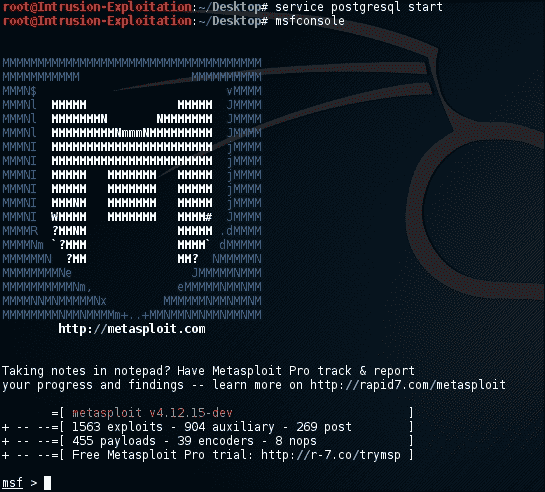 root@Intrusion-Exploitation:~/Desktop# service postgresql start
root@Intrusion-Exploitation:~/Desktop# msfconsole
MMMMMMMMMMMMMMMMMMMMMMMMMMMMMMMMMMMMM
MMMMMMMMMMM                MMMMMMMMMM
MMMN$                           vMMMM
MMMNl  MMMMM             MMMMM  JMMMM
MMMNl  MMMMMMMN       NMMMMMMM  JMMMM
MMMNl  MMMMMMMMMNmmmNMMMMMMMMM  JMMMM
MMMNI  MMMMMMMMMMMMMMMMMMMMMMM  jMMMM
MMMNI  MMMMMMMMMMMMMMMMMMMMMMM  jMMMM
MMMNI  MMMMM   MMMMMMM   MMMMM  jMMMM
MMMNI  MMMMM   MMMMMMM   MMMMM  jMMMM
MMMNI  MMMNM   MMMMMMM   MMMMM  jMMMM
MMMNI  WMMMM   MMMMMMM   MMMM#  JMMMM
MMMMR  ?MMNM             MMMMM .dMMMM
MMMMNm `?MMM             MMMM` dMMMMM
MMMMMMN  ?MM             MM?  NMMMMMN
MMMMMMMMNe                 JMMMMMNMMM
MMMMMMMMMMNm,            eMMMMMNMMNMM
MMMMNNMNMMMMMNx        MMMMMMNMMNMMNM
MMMMMMMMNMMNMMMMm+..+MMNMMNMNMMNMMNMM
http://metasploit.com
Taking notes in notepad? Have Metasploit Pro track & report
your progress and findings -- learn more on http://rapid7.com/metasploit
=[ metasploit v4.12.15-dev ]
+ -- --=[ 1563 exploits - 904 auxiliary - 269 post ]
+ -- --=[ 455 payloads - 39 encoders - 8 nops ]
+ -- --=[ Free Metasploit Pro trial: http://r-7.co/trymsp ]
msf >